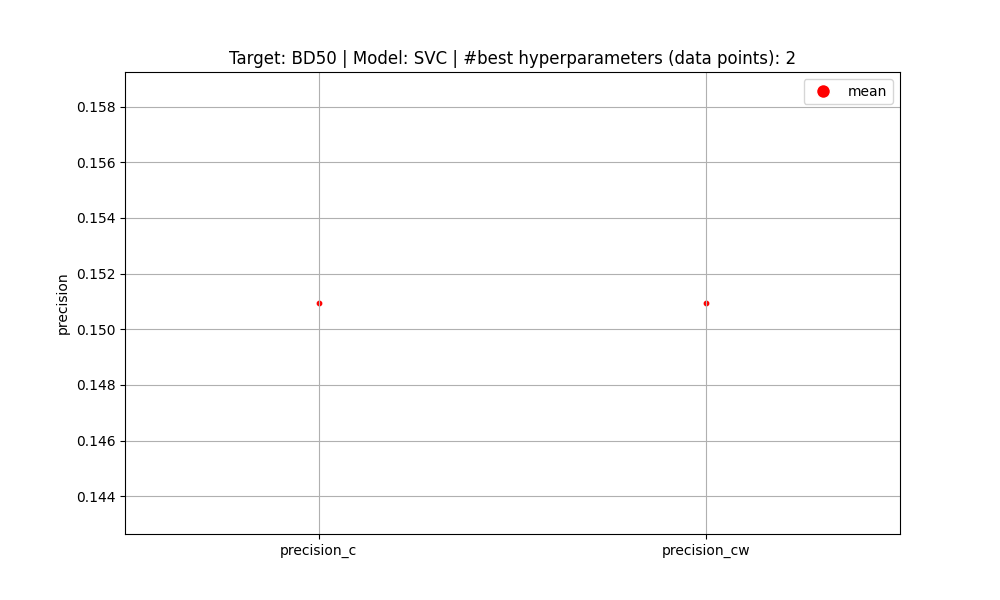 Target: BD50 | Model: SVC | #best hyperparameters (data points): 2
mean
0.158
0.156
0.154
0.152
0.150
0.148
0.146
0.144
precision
precision_c
precision_cw